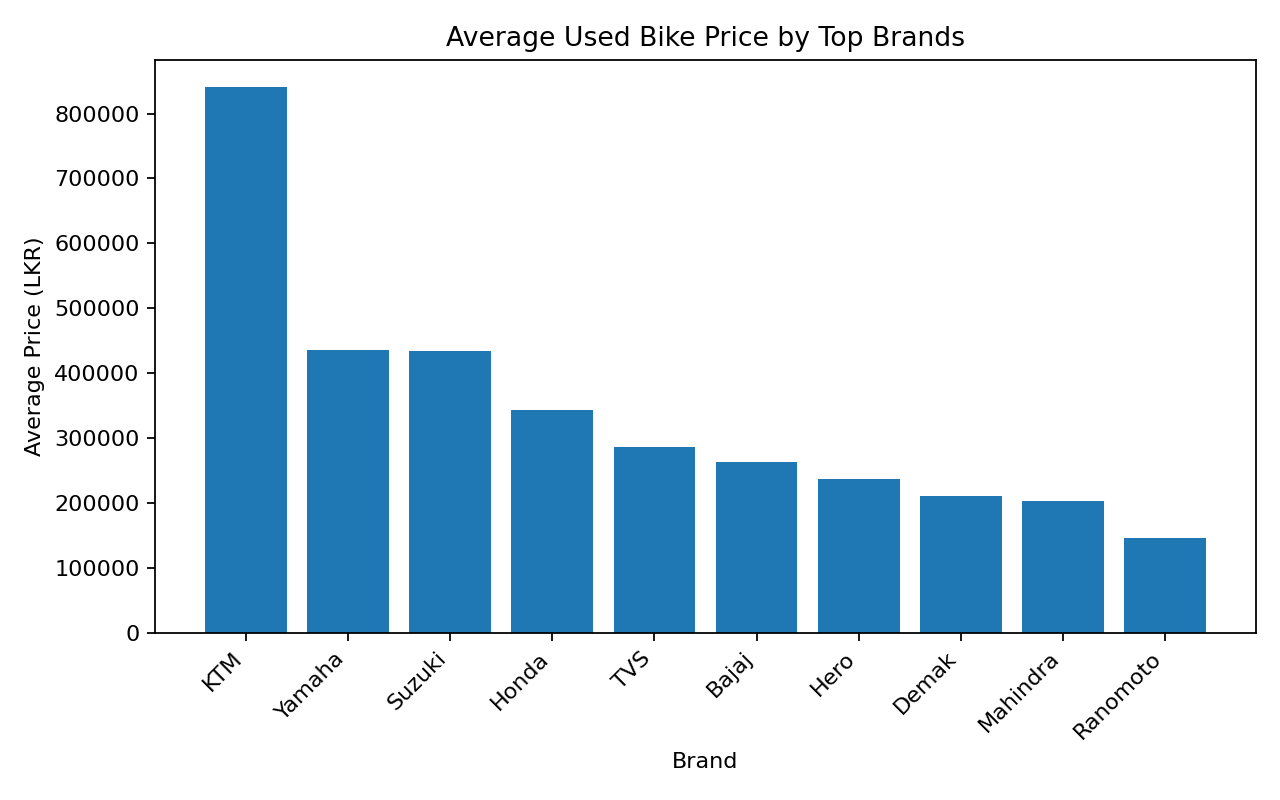 Average Used Bike Price by Top Brands
Average Price (LKR)
800000
700000
600000
500000
400000
300000
200000
100000
0
KTM
Yamaha
Suzuki
Honda
TVS
Bajaj
Hero
Demak
Mahindra
Ranomoto
Brand